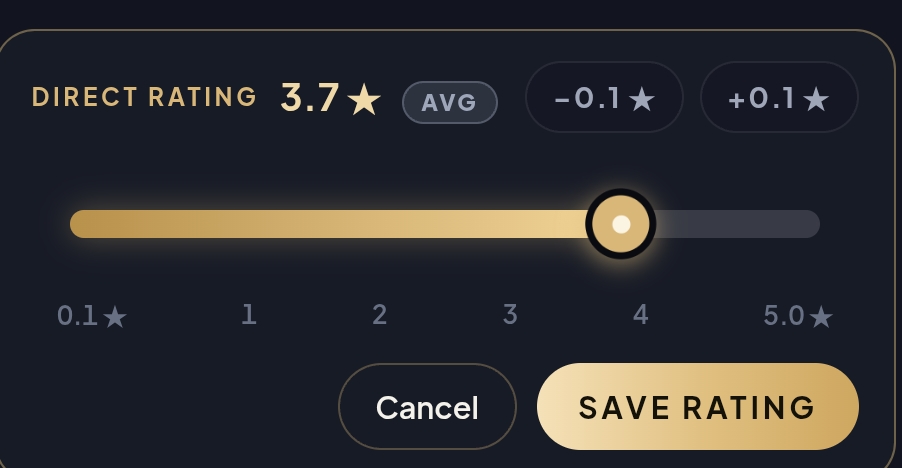 DIRECT RATING 3.7★ AVG −0.1★ +0.1★
0.1★ 1 2 3 4 5.0★
Cancel SAVE RATING